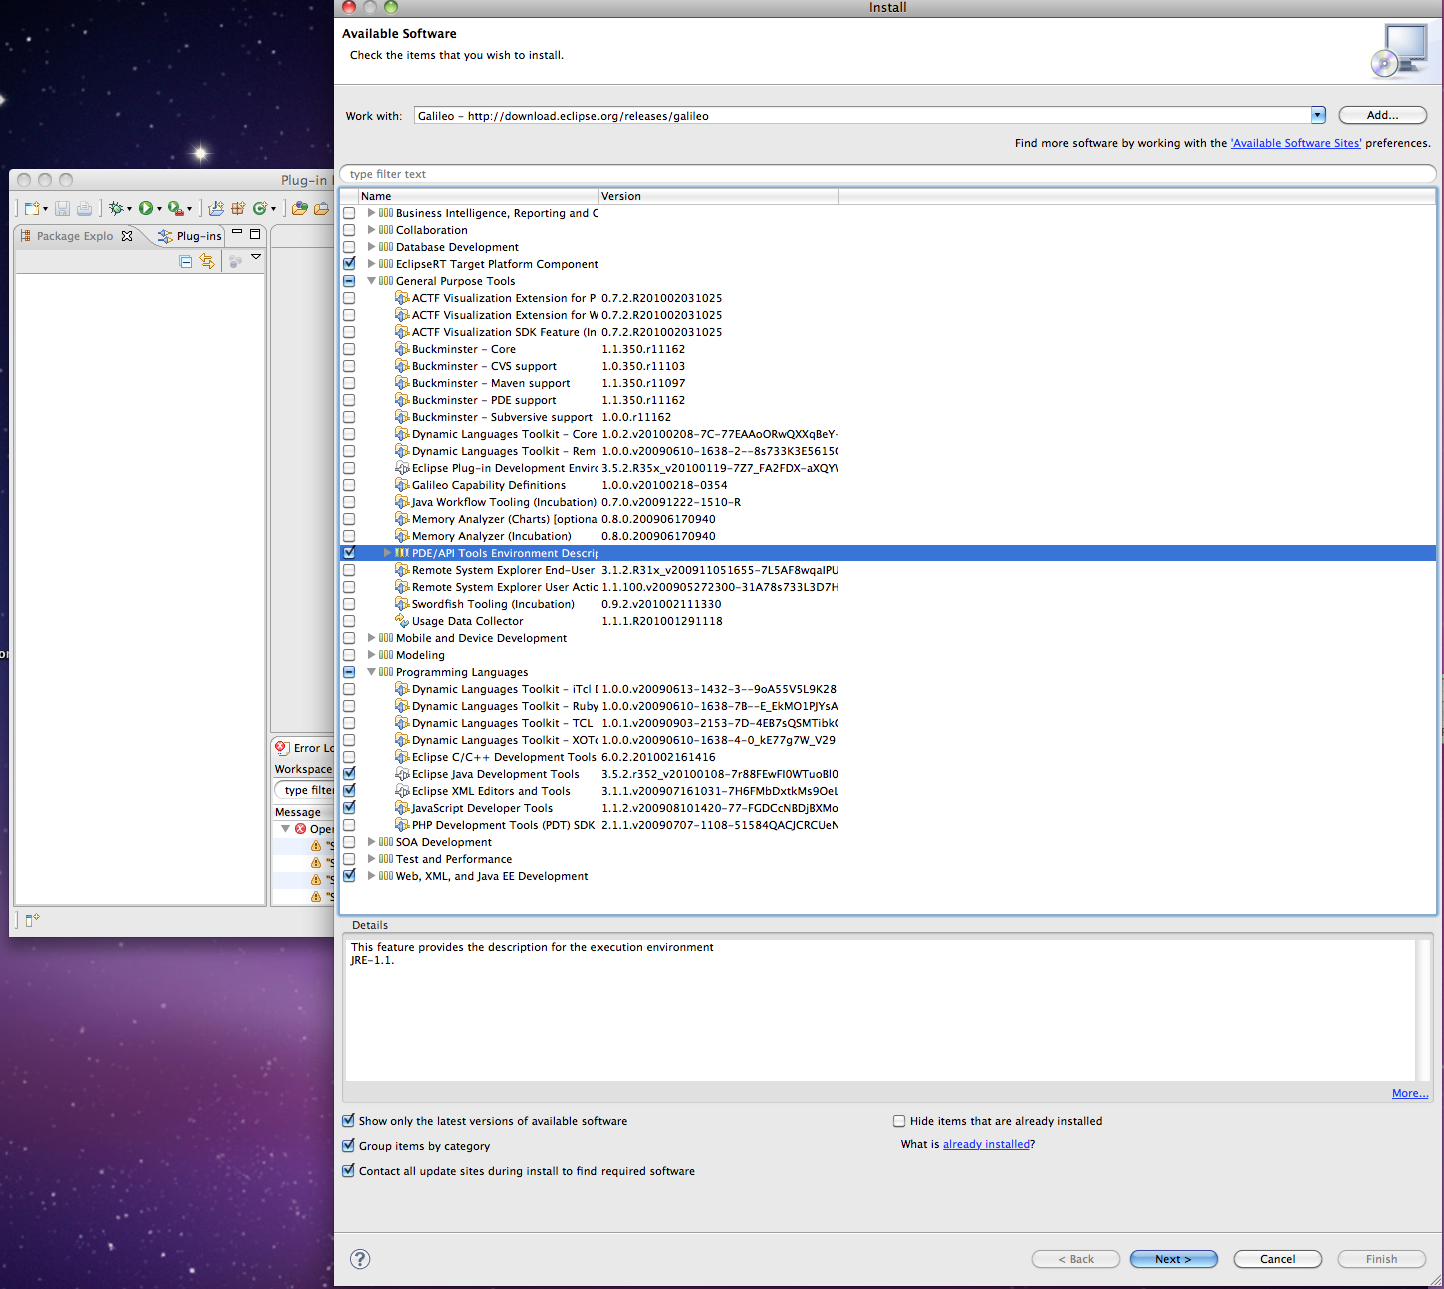 Install
Available Software
Check the items that you wish to install.
Work with:
Galileo – http://download.eclipse.org/releases/galileo
Add...
Find more software by working with the 'Available Software Sites' preferences.
type filter text
Name Version
Business Intelligence, Reporting and C
Collaboration
Database Development
EclipseRT Target Platform Component
General Purpose Tools
ACTF Visualization Extension for P 0.7.2.R201002031025
ACTF Visualization Extension for W 0.7.2.R201002031025
ACTF Visualization SDK Feature (In 0.7.2.R201002031025
Buckminster – Core 1.1.350.r11162
Buckminster – CVS support 1.0.350.r11103
Buckminster – Maven support 1.1.350.r11097
Buckminster – PDE support 1.1.350.r11162
Buckminster – Subversive support 1.0.0.r11162
Dynamic Languages Toolkit – Core 1.0.2.v20100208-7C-77EAAoORwQXXqBeY-
Dynamic Languages Toolkit – Rem 1.0.0.v20090610-1638-2--8s733K3E5615C
Eclipse Plug-in Development Enviro 3.5.2.R35x_v20100119-7Z7_FA2FDX-aXQYV
Galileo Capability Definitions 1.0.0.v20100218-0354
Java Workflow Tooling (Incubation) 0.7.0.v20091222-1510-R
Memory Analyzer (Charts) [optiona 0.8.0.200906170940
Memory Analyzer (Incubation) 0.8.0.200906170940
PDE/API Tools Environment Descrip
Remote System Explorer End-User 3.1.2.R31x_v200911051655-7L5AF8wqaIPU
Remote System Explorer User Actio 1.1.100.v200905272300-31A78s733L3D7H
Swordfish Tooling (Incubation) 0.9.2.v201002111330
Usage Data Collector 1.1.1.R201001291118
Mobile and Device Development
Modeling
Programming Languages
Dynamic Languages Toolkit – iTcl 1.0.0.v20090613-1432-3--9oA55V5L9K28
Dynamic Languages Toolkit – Ruby 1.0.0.v20090610-1638-7B--E_EkMO1PJYsA
Dynamic Languages Toolkit – TCL 1.0.1.v20090903-2153-7D-4EB7sQSMTibk
Dynamic Languages Toolkit – XOTc 1.0.0.v20090610-1638-4-0_kE77g7W_V29
Eclipse C/C++ Development Tools 6.0.2.201002161416
Eclipse Java Development Tools 3.5.2.r352_v20100108-7r88FEwFI0WTuoBl0
Eclipse XML Editors and Tools 3.1.1.v200907161031-7H6FMbDxtkMs9OeL
JavaScript Developer Tools 1.1.2.v200908101420-77-FGDCcNBDjBXMo
PHP Development Tools (PDT) SDK 2.1.1.v20090707-1108-51584QACJCRCUeN
SOA Development
Test and Performance
Web, XML, and Java EE Development
Details
This feature provides the description for the execution environment
JRE-1.1.
More...
Show only the latest versions of available software
Hide items that are already installed
Group items by category
What is already installed?
Contact all update sites during install to find required software
< Back
Next >
Cancel
Finish
Plug-in
Package Explo
Plug-ins
Error Lo
Workspace
type filter
Message
Oper
"S
"S
"S
"S
or